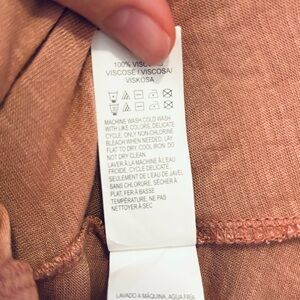 100% VISCOSE
VISCOSE / VISCOSA/
VISKOSA
MACHINE WASH COLD WASH
WITH LIKE COLORS, DELICATE
CYCLE, ONLY NON-CHLORINE
BLEACH WHEN NEEDED, LAY
FLAT TO DRY, COOL IRON. DO
NOT DRY CLEAN
LAVER À LA MACHINE À L'EAU
FROIDE; CYCLE DELICATE
SEULEMENT DE L'EAU DE JAVEL
SANS CHLORURE, SÉCHER À
PLAT, FER À BASSE
TEMPÉRATURE, NE PAS
NETTOYER À SEC
LAVADO A MÁQUINA, AGUA FRÍA